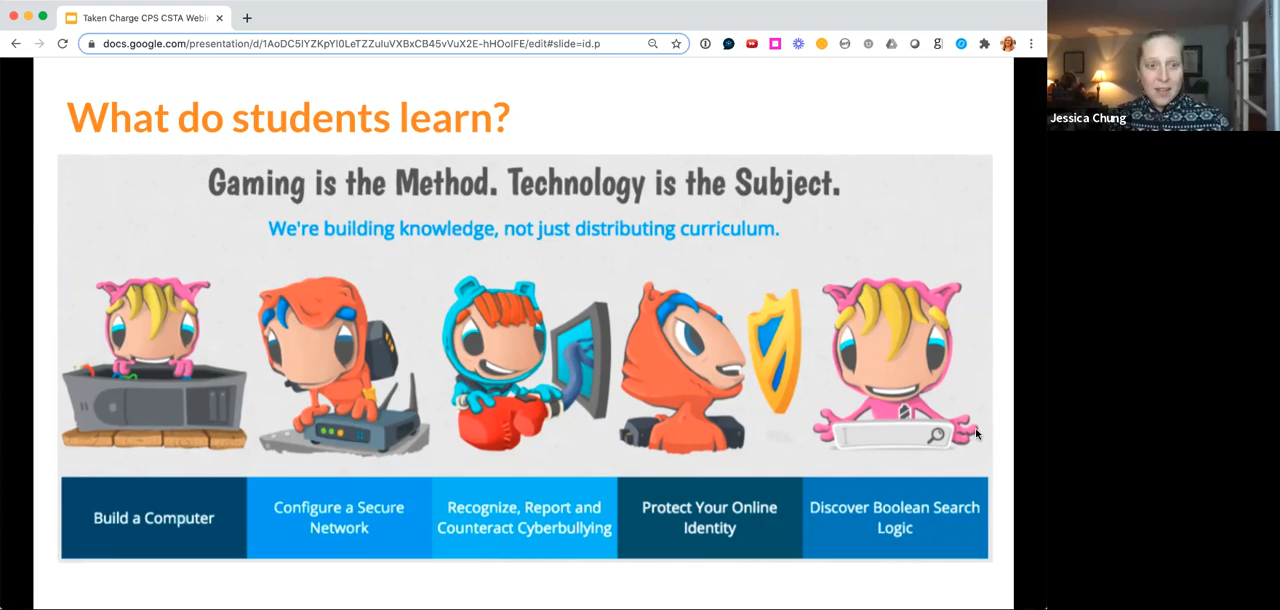 Taken Charge CPS CSTA Webi
docs.google.com/presentation/d/1AoDC5IYZKpYl0LeTZZuIuVXBxCB45vVuX2E-hHOoIFE/edit#slide=id.p
Jessica Chung
What do students learn?
Gaming is the Method. Technology is the Subject.
We're building knowledge, not just distributing curriculum.
Build a Computer
Configure a Secure
Network
Recognize, Report and
Counteract Cyberbullying
Protect Your Online
Identity
Discover Boolean Search
Logic